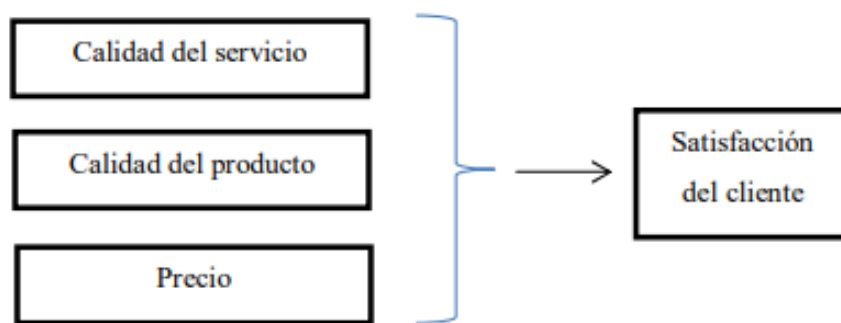 Calidad del servicio
Calidad del producto
Precio
Satisfacción
del cliente